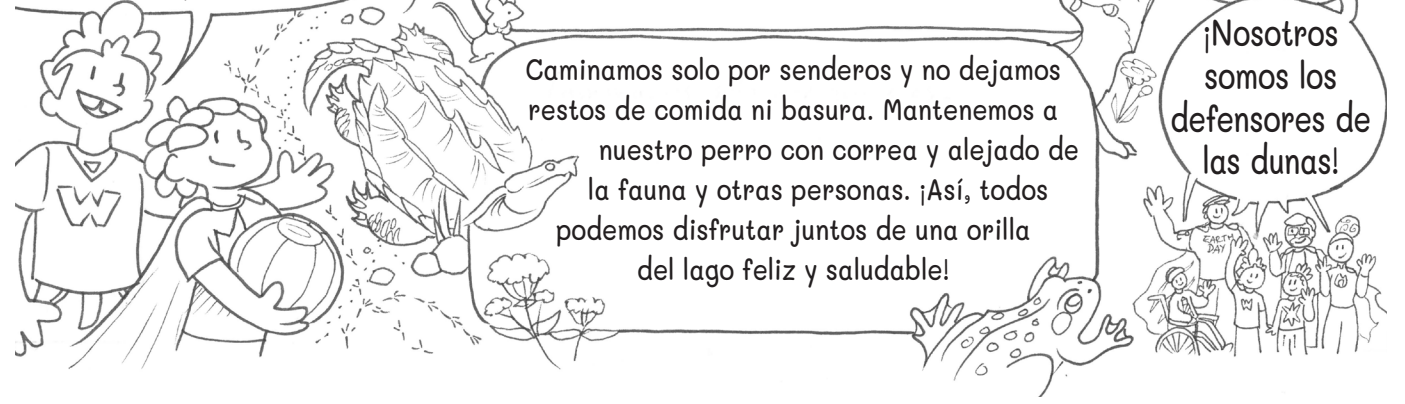 Caminamos solo por senderos y no dejamos
restos de comida ni basura. Mantenemos a
nuestro perro con correa y alejado de
la fauna y otras personas. ¡Así, todos
podemos disfrutar juntos de una orilla
del lago feliz y saludable!
¡Nosotros
somos los
defensores de
las dunas!
W
EARTH
DAY
W